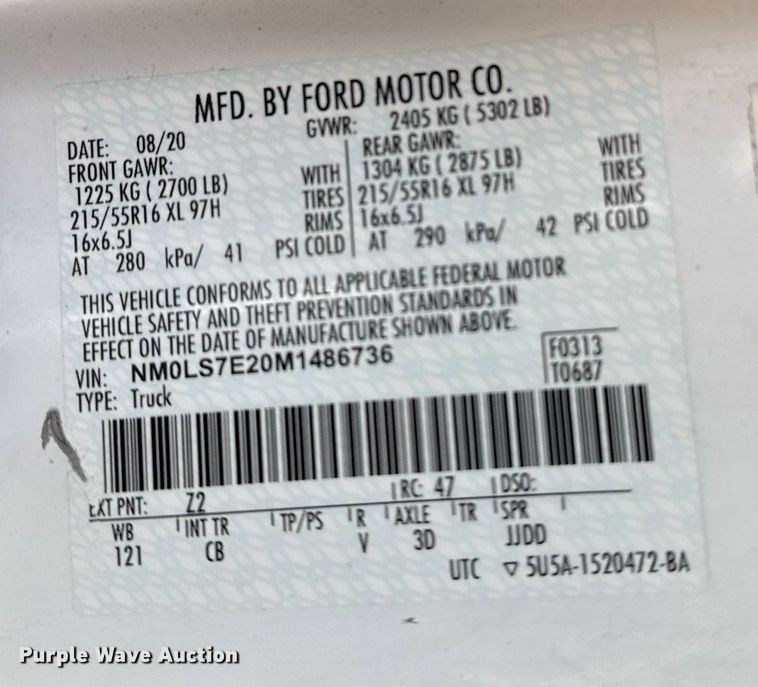 MFD. BY FORD MOTOR CO.
DATE: 08/20 GVWR: 2405 KG ( 5302 LB)
FRONT GAWR:
1225 KG ( 2700 LB) WITH
215/55R16 XL 97H TIRES
16x6.5J RIMS
AT 280 kPa/ 41 PSI COLD
REAR GAWR: WITH
1304 KG ( 2875 LB) TIRES
215/55R16 XL 97H RIMS
16x6.5J
AT 290 kPa/ 42 PSI COLD
THIS VEHICLE CONFORMS TO ALL APPLICABLE FEDERAL MOTOR
VEHICLE SAFETY AND THEFT PREVENTION STANDARDS IN
EFFECT ON THE DATE OF MANUFACTURE SHOWN ABOVE.
VIN: NM0LS7E20M1486736
F0313
TYPE: Truck
T0687
EXT PNT: Z2 RC: 47 DSO:
WB INT TR TP/PS R AXLE TR SPR
121 CB V 3D JJDD
UTC ▽ 5U5A-1520472-BA
Purple Wave Auction